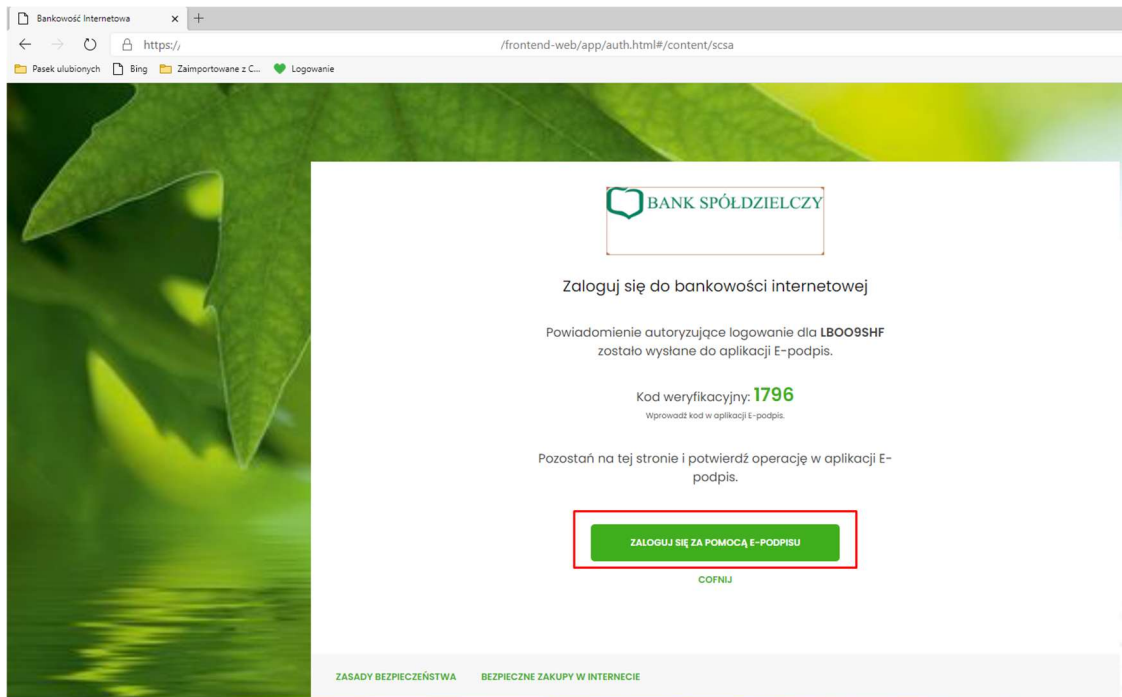 Bankowość Internetowa
https:// /frontend-web/app/auth.html#/content/scsa
Pasek ulubionych Bing Zaimportowane z C... Logowanie
BANK SPÓŁDZIELCZY
Zaloguj się do bankowości internetowej
Powiadomienie autoryzujące logowanie dla LBOO9SHF
zostało wysłane do aplikacji E-podpis.
Kod weryfikacyjny: 1796
Wprowadź kod w aplikacji E-podpis.
Pozostań na tej stronie i potwierdź operację w aplikacji E-
podpis.
ZALOGUJ SIĘ ZA POMOCĄ E-PODPISU
COFNIJ
ZASADY BEZPIECZEŃSTWA BEZPIECZNE ZAKUPY W INTERNECIE